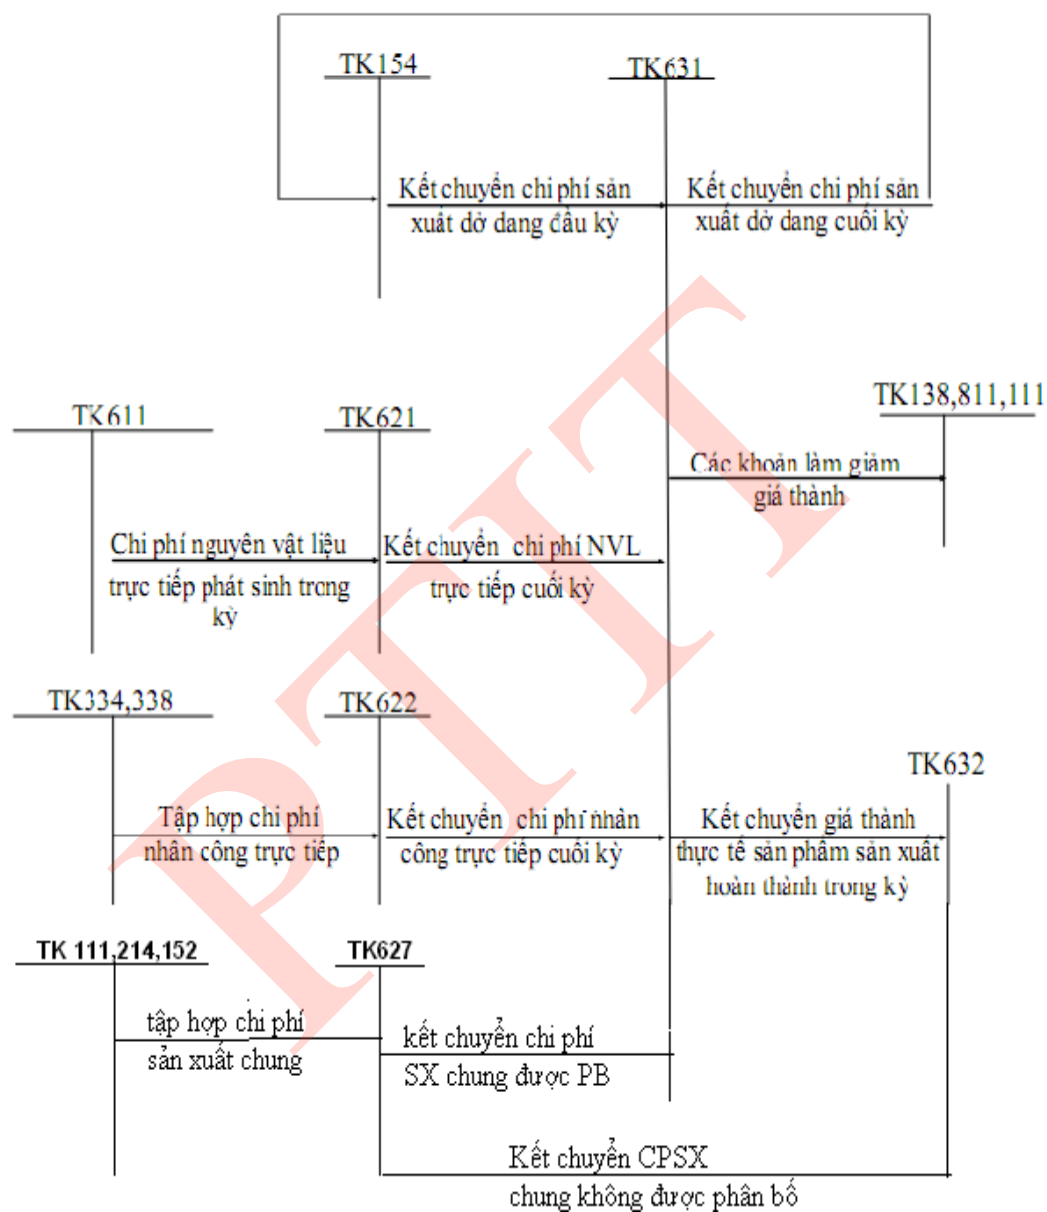 TK154
TK631
Kết chuyển chi phí sản
xuất dở dang đầu kỳ
Kết chuyển chi phí sản
xuất dở dang cuối kỳ
TK138,811,111
TK611
TK621
Các khoản làm giảm
giá thành
Chi phí nguyên vật liệu
trực tiếp phát sinh trong
kỳ
Kết chuyển chi phí NVL
trực tiếp cuối kỳ
TK334,338
TK622
TK632
Tập hợp chi phí
nhân công trực tiếp
Kết chuyển chi phí nhân
công trực tiếp cuối kỳ
Kết chuyển giá thành
thực tế sản phẩm sản xuất
hoàn thành trong kỳ
TK 111,214,152
TK627
tập hợp chi phí
sản xuất chung
kết chuyển chi phí
SX chung được PB
Kết chuyển CPSX
chung không được phân bổ
PTIT